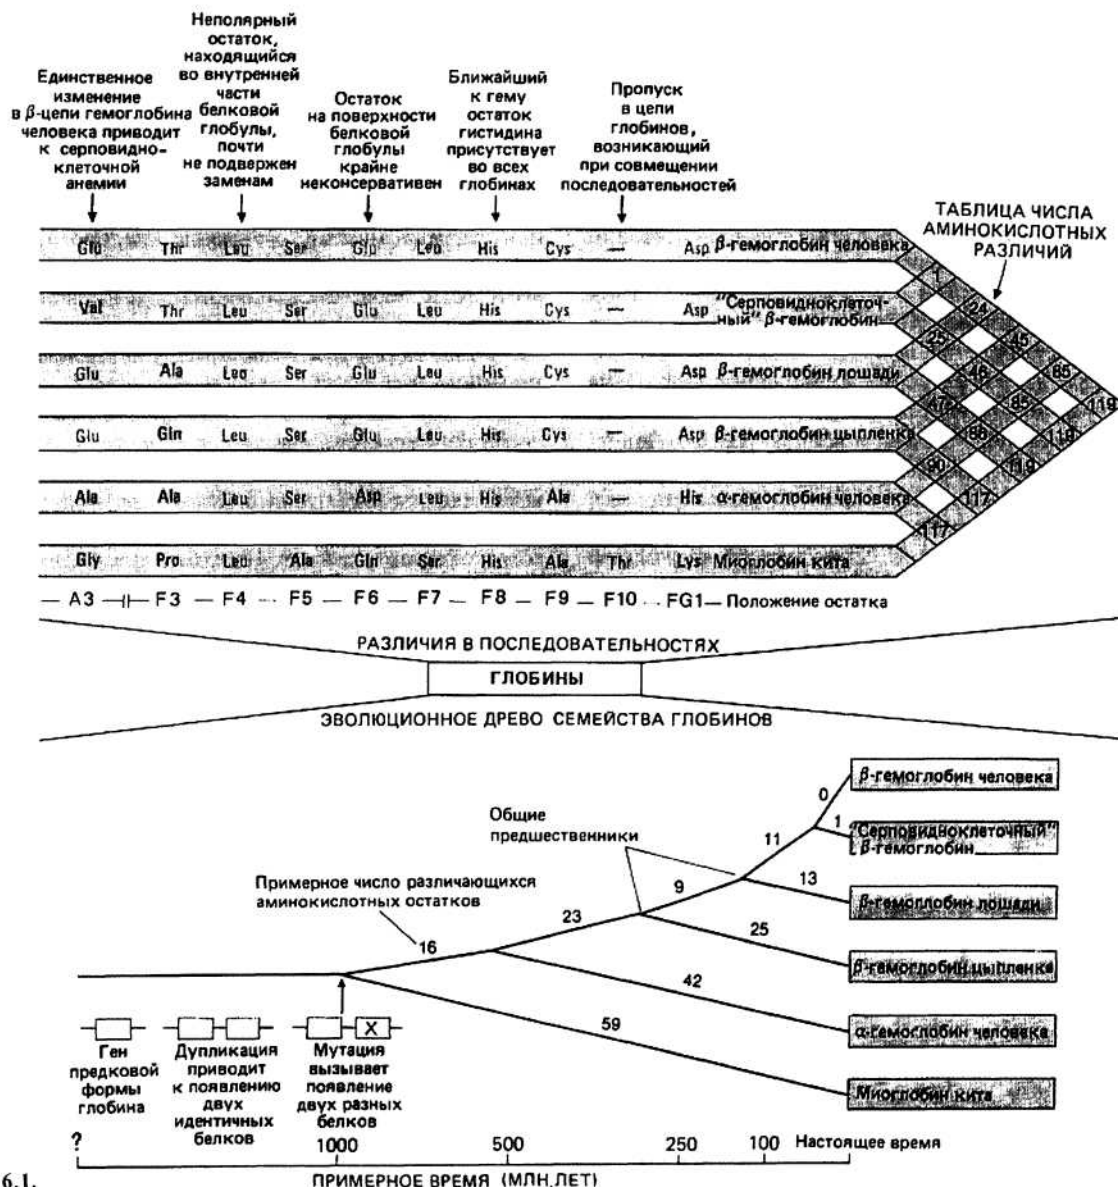 Единственное
изменение
в β-цепи гемоглобина
человека приводит
к серповидно-
клеточной
анемии
Неполярный
остаток,
находящийся
во внутренней
части
белковой
глобулы,
почти
не подвержен
заменам
Остаток
на поверхности
белковой
глобулы
крайне
неконсервативен
Ближайший
к гему
остаток
гистидина
присутствует
во всех
глобинах
Пропуск
в цепи
глобинов,
возникающий
при совмещении
последовательностей
ТАБЛИЦА ЧИСЛА
АМИНОКИСЛОТНЫХ
РАЗЛИЧИЙ
Glu Thr Leu Ser Glu Leu His Cys — Asp β-гемоглобин человека
Val Thr Leu Ser Glu Leu His Cys — Asp "Серповидноклеточ-
ный" β-гемоглобин
Glu Ala Leu Ser Glu Leu His Cys — Asp β-гемоглобин лошади
Glu Gln Leu Ser Glu Leu His Cys — Asp β-гемоглобин цыпленка
Ala Ala Leu Ser Asp Leu His Ala — His α-гемоглобин человека
Gly Pro Leu Ala Gln Ser His Ala Thr Lys Миоглобин кита
1
24
25 45
46 85
47 85 119
86 119
90 119
117
117
— A3 —||— F3 — F4 — F5 — F6 — F7 — F8 — F9 — F10 — FG1 — Положение остатка
РАЗЛИЧИЯ В ПОСЛЕДОВАТЕЛЬНОСТЯХ
ГЛОБИНЫ
ЭВОЛЮЦИОННОЕ ДРЕВО СЕМЕЙСТВА ГЛОБИНОВ
β-гемоглобин человека
0
1
"Серповидноклеточный"
β-гемоглобин
Общие
предшественники
11
13
β-гемоглобин лошади
9
Примерное число различающихся
аминокислотных остатков
23
25
β-гемоглобин цыпленка
16
42
α-гемоглобин человека
59
Миоглобин кита
X
Ген
предковой
формы
глобина
Дупликация
приводит
к появлению
двух
идентичных
белков
Мутация
вызывает
появление
двух разных
белков
? 1000 500 250 100 Настоящее время
6.1. ПРИМЕРНОЕ ВРЕМЯ (МЛН.ЛЕТ)